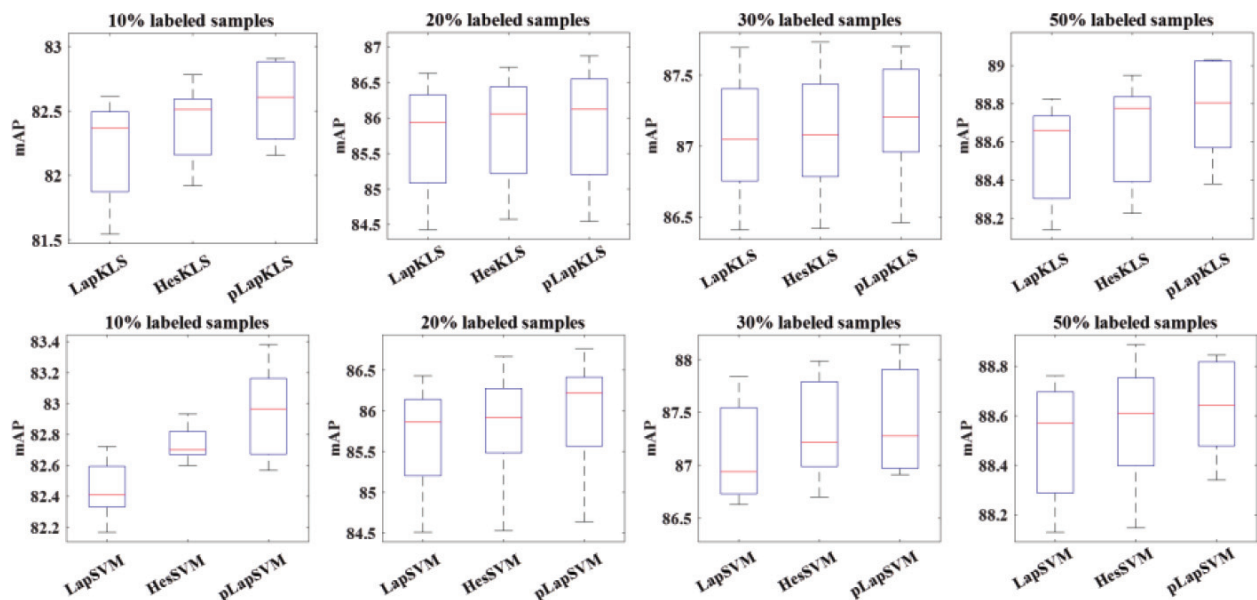 10% labeled samples
20% labeled samples
30% labeled samples
50% labeled samples
mAP
83
82.5
82
81.5
LapKLS
HesKLS
pLapKLS
mAP
87
86.5
86
85.5
85
84.5
LapKLS
HesKLS
pLapKLS
mAP
87.5
87
86.5
LapKLS
HesKLS
pLapKLS
mAP
89
88.8
88.6
88.4
88.2
LapKLS
HesKLS
pLapKLS
10% labeled samples
20% labeled samples
30% labeled samples
50% labeled samples
mAP
83.4
83.2
83
82.8
82.6
82.4
82.2
LapSVM
HesSVM
pLapSVM
mAP
86.5
86
85.5
85
84.5
LapSVM
HesSVM
pLapSVM
mAP
88
87.5
87
86.5
LapSVM
HesSVM
pLapSVM
mAP
88.8
88.6
88.4
88.2
LapSVM
HesSVM
pLapSVM